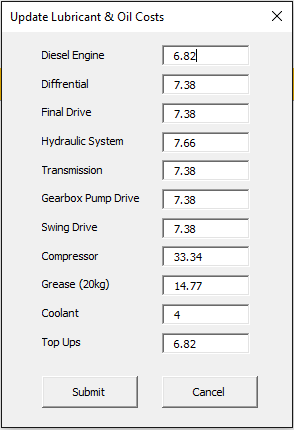 Update Lubricant & Oil Costs
Diesel Engine 6.82
Diffrential 7.38
Final Drive 7.38
Hydraulic System 7.66
Transmission 7.38
Gearbox Pump Drive 7.38
Swing Drive 7.38
Compressor 33.34
Grease (20kg) 14.77
Coolant 4
Top Ups 6.82
Submit Cancel